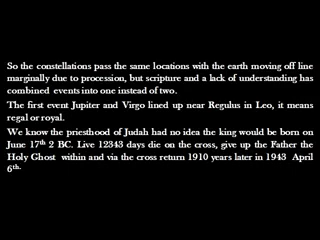 So the constellations pass the same locations with the earth moving off line
marginally due to procession, but scripture and a lack of understanding has
combined events into one instead of two.
The first event Jupiter and Virgo lined up near Regulus in Leo, it means
regal or royal.
We know the priesthood of Judah had no idea the king would be born on
June 17th 2 BC. Live 12343 days die on the cross, give up the Father the
Holy Ghost within and via the cross return 1910 years later in 1943 April
6th.